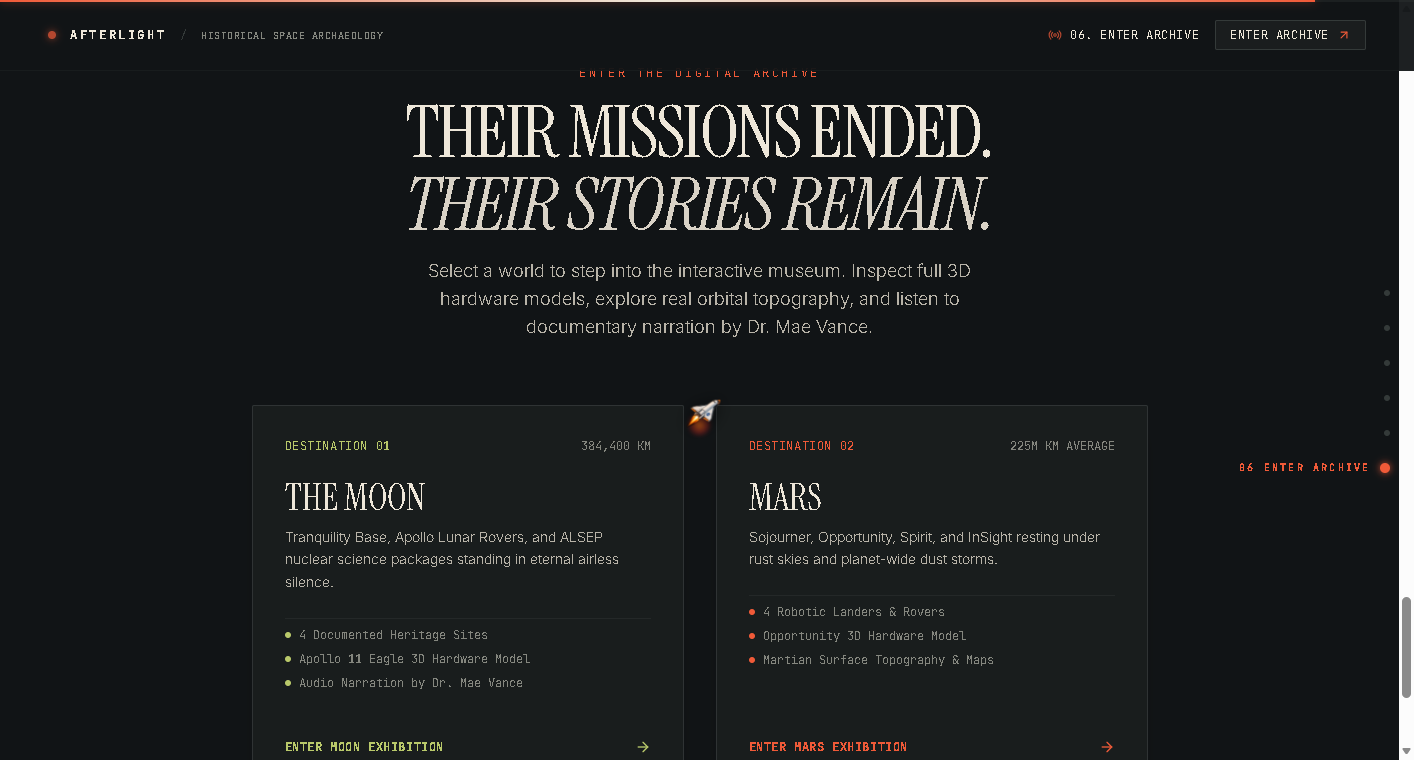 AFTERLIGHT / HISTORICAL SPACE ARCHAEOLOGY
06. ENTER ARCHIVE
ENTER ARCHIVE
ENTER THE DIGITAL ARCHIVE
THEIR MISSIONS ENDED.
THEIR STORIES REMAIN.
Select a world to step into the interactive museum. Inspect full 3D
hardware models, explore real orbital topography, and listen to
documentary narration by Dr. Mae Vance.
06 ENTER ARCHIVE
DESTINATION 01
384,400 KM
THE MOON
Tranquility Base, Apollo Lunar Rovers, and ALSEP
nuclear science packages standing in eternal airless
silence.
4 Documented Heritage Sites
Apollo 11 Eagle 3D Hardware Model
Audio Narration by Dr. Mae Vance
ENTER MOON EXHIBITION
DESTINATION 02
225M KM AVERAGE
MARS
Sojourner, Opportunity, Spirit, and InSight resting under
rust skies and planet-wide dust storms.
4 Robotic Landers & Rovers
Opportunity 3D Hardware Model
Martian Surface Topography & Maps
ENTER MARS EXHIBITION